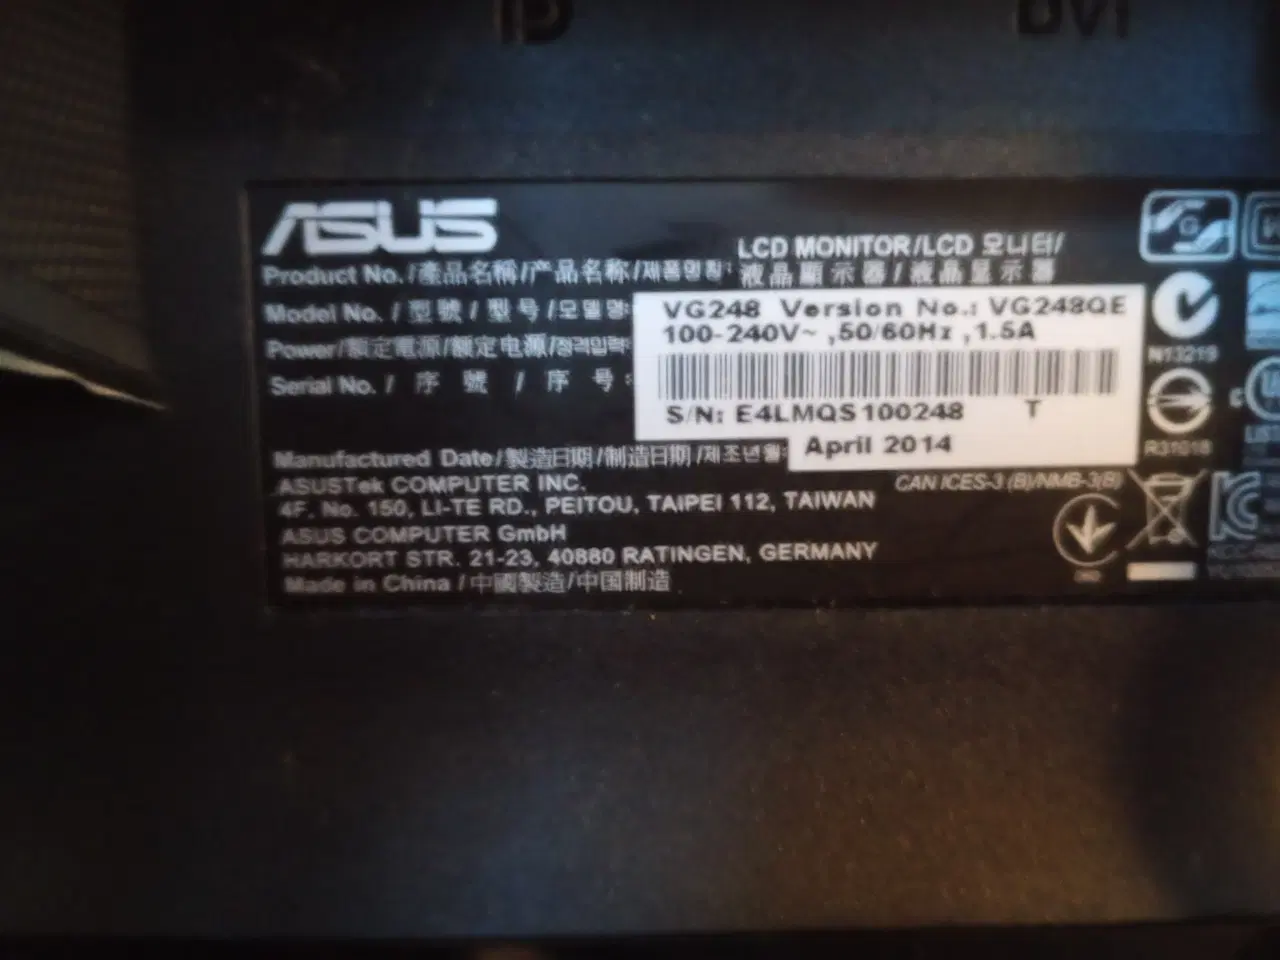 DVI
ASUS
LCD MONITOR/LCD 모니터/
Product No./產品名稱/产品名称/제품명칭: 液晶顯示器/液晶显示器
Model No. / 型號 / 型号 /모델명: VG248 Version No.: VG248QE
Power/額定電源/额定电源/정격입력: 100-240V~ ,50/60Hz ,1.5A
Serial No. / 序 號 / 序 号:
S/N: E4LMQS100248 T
Manufactured Date/製造日期/制造日期/제조년월: April 2014
ASUSTek COMPUTER INC.
4F, No. 150, LI-TE RD., PEITOU, TAIPEI 112, TAIWAN
ASUS COMPUTER GmbH
HARKORT STR. 21-23, 40880 RATINGEN, GERMANY
Made in China / 中國製造/中国制造
CAN ICES-3 (B)/NMB-3(B)
G
N13219
R31018